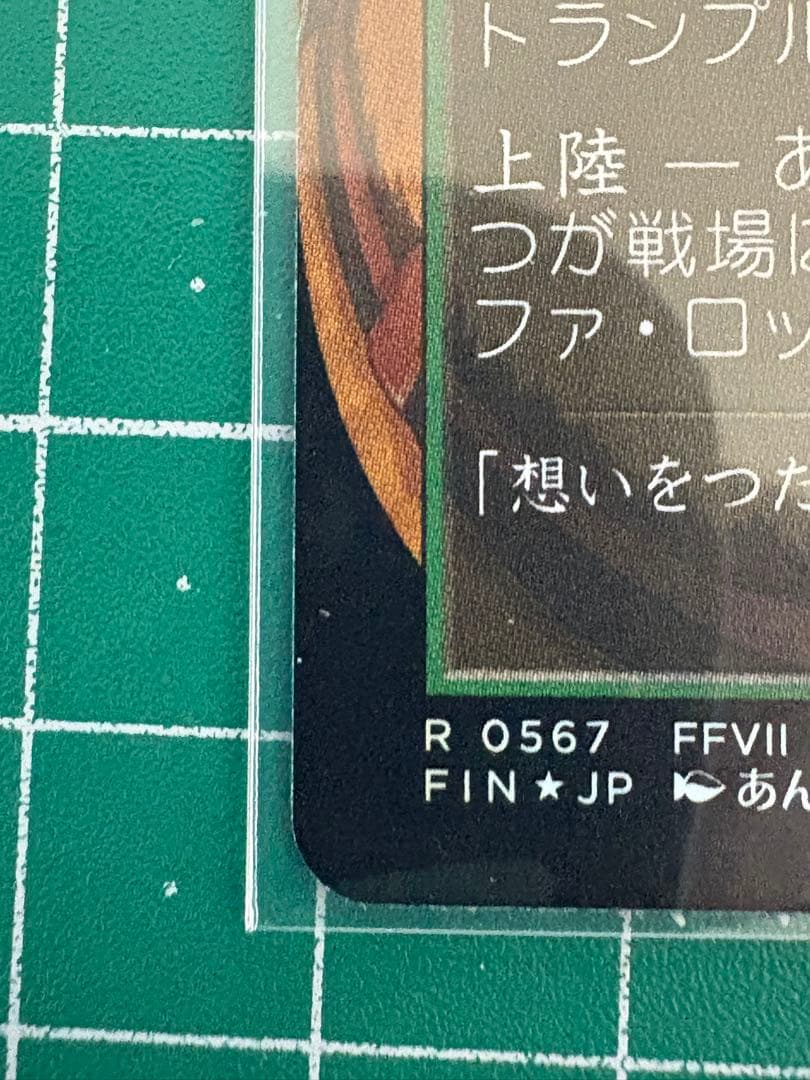 トランプル
上陸 ― あ
つが戦場に
ファ・ロッ
「想いをつた
R 0567 FFVII
FIN★JP あん